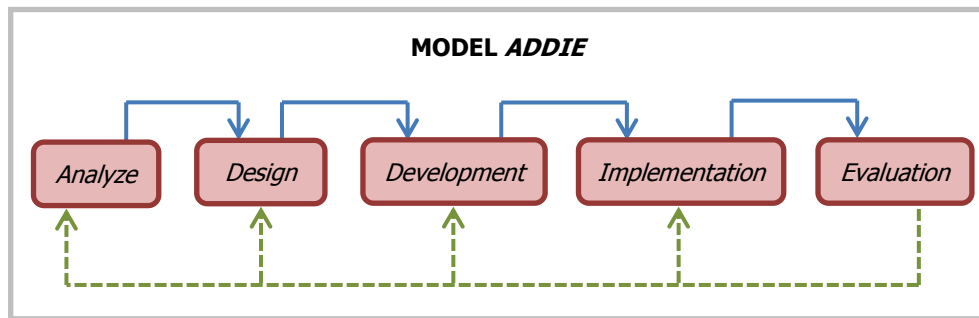 MODEL ADDIE
Analyze
Design
Development
Implementation
Evaluation